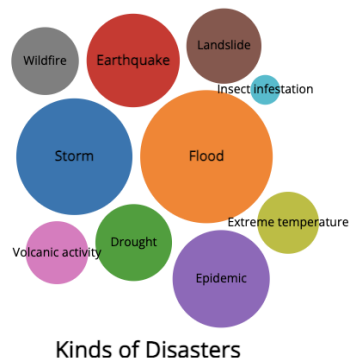 Landslide
Wildfire
Earthquake
Insect infestation
Storm
Flood
Extreme temperature
Drought
Volcanic activity
Epidemic
Kinds of Disasters